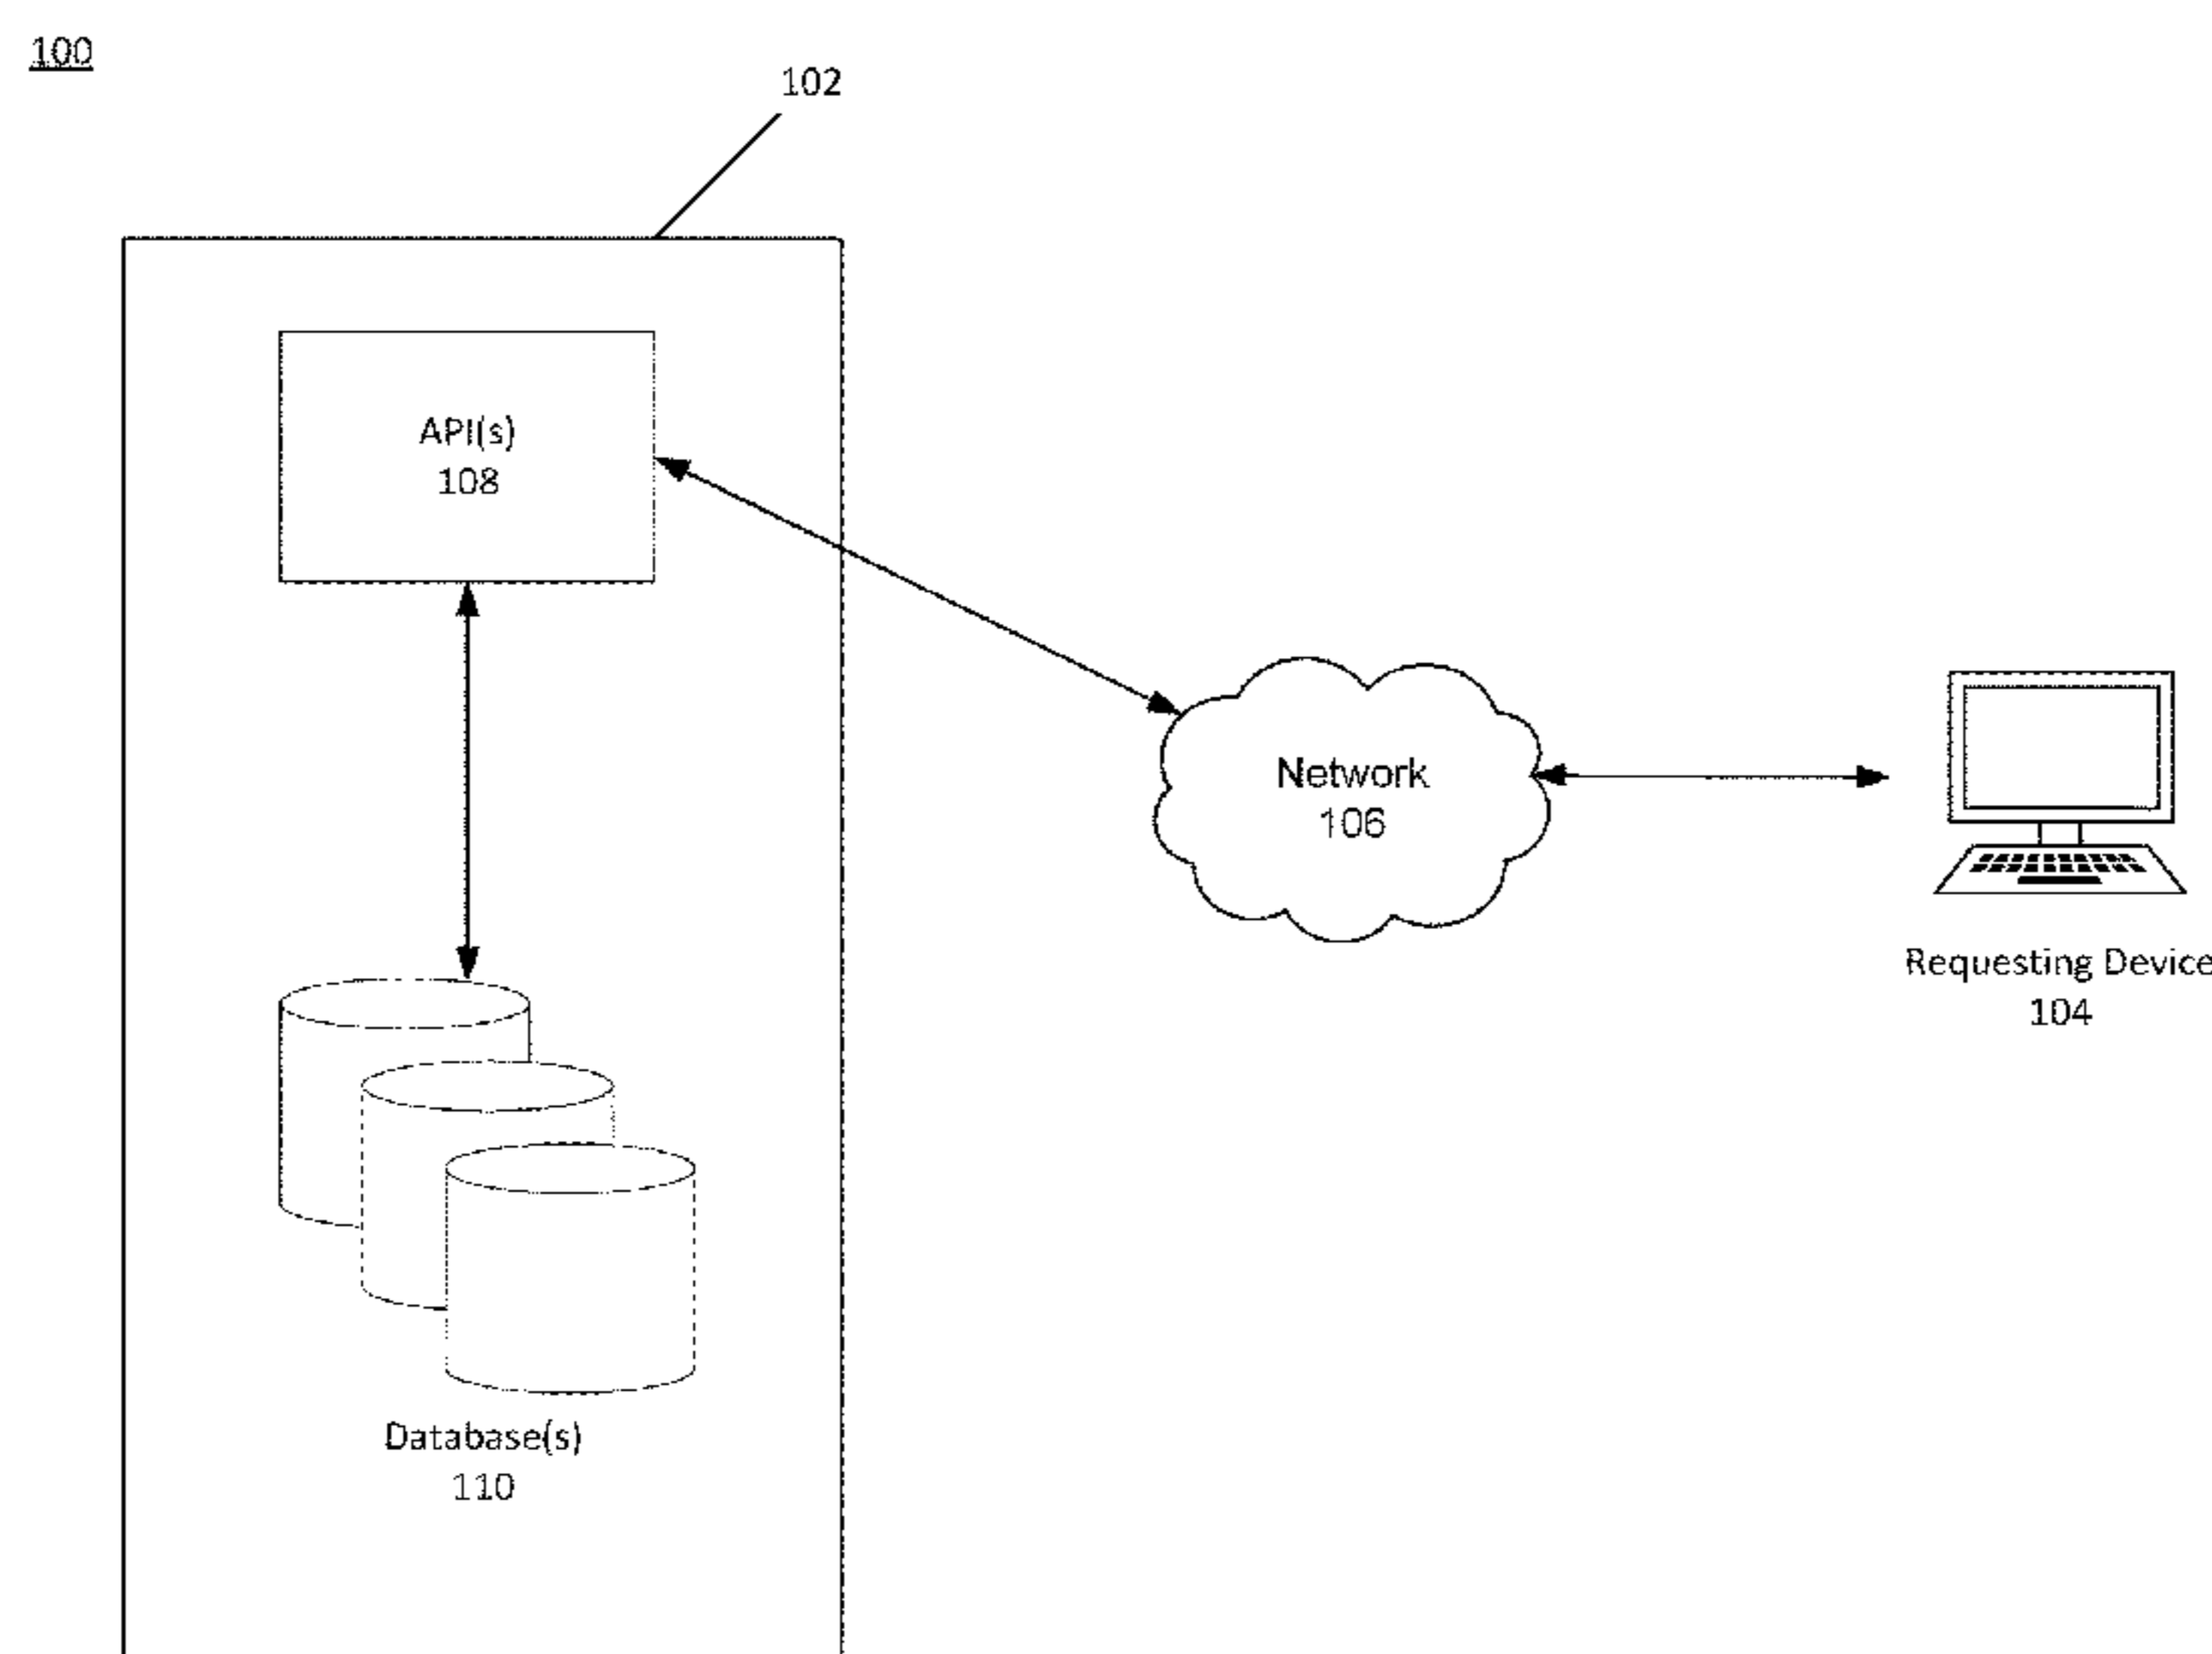 100
102
API(s)
108
Network
106
Requesting Device
104
Database(s)
110